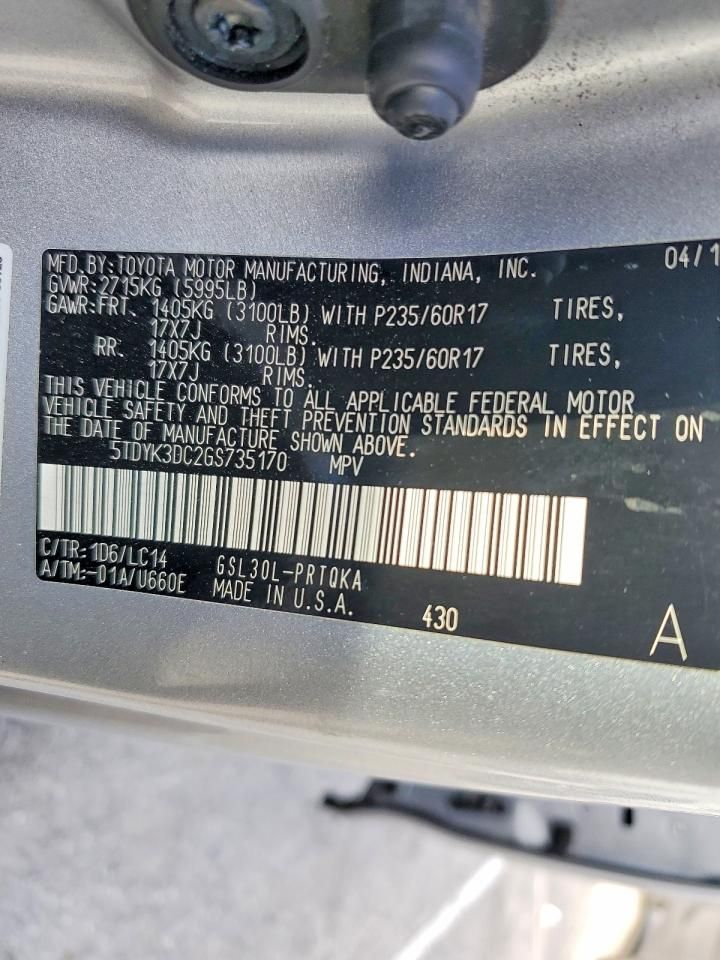 MFD.BY:TOYOTA MOTOR MANUFACTURING, INDIANA, INC. 04/1
GVWR:2715KG (5995LB)
GAWR:FRT. 1405KG (3100LB) WITH P235/60R17 TIRES,
17X7J RIMS.
RR. 1405KG (3100LB) WITH P235/60R17 TIRES,
17X7J RIMS.
THIS VEHICLE CONFORMS TO ALL APPLICABLE FEDERAL MOTOR
VEHICLE SAFETY AND THEFT PREVENTION STANDARDS IN EFFECT ON
THE DATE OF MANUFACTURE SHOWN ABOVE.
5TDYK3DC2GS735170 MPV
C/TR:1D6/LC14 GSL30L-PRTQKA
A/TM:-01A/U660E MADE IN U.S.A. 430 A